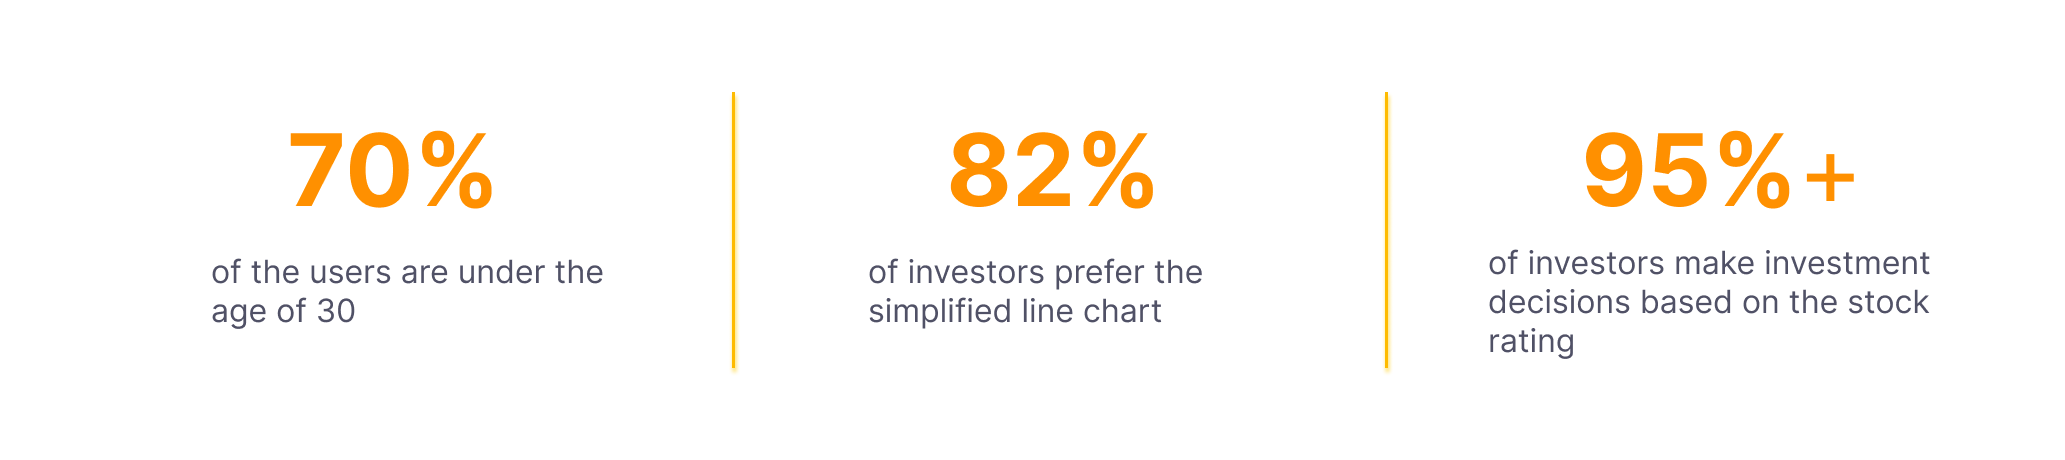 70%
of the users are under the
age of 30
82%
of investors prefer the
simplified line chart
95%+
of investors make investment
decisions based on the stock
rating